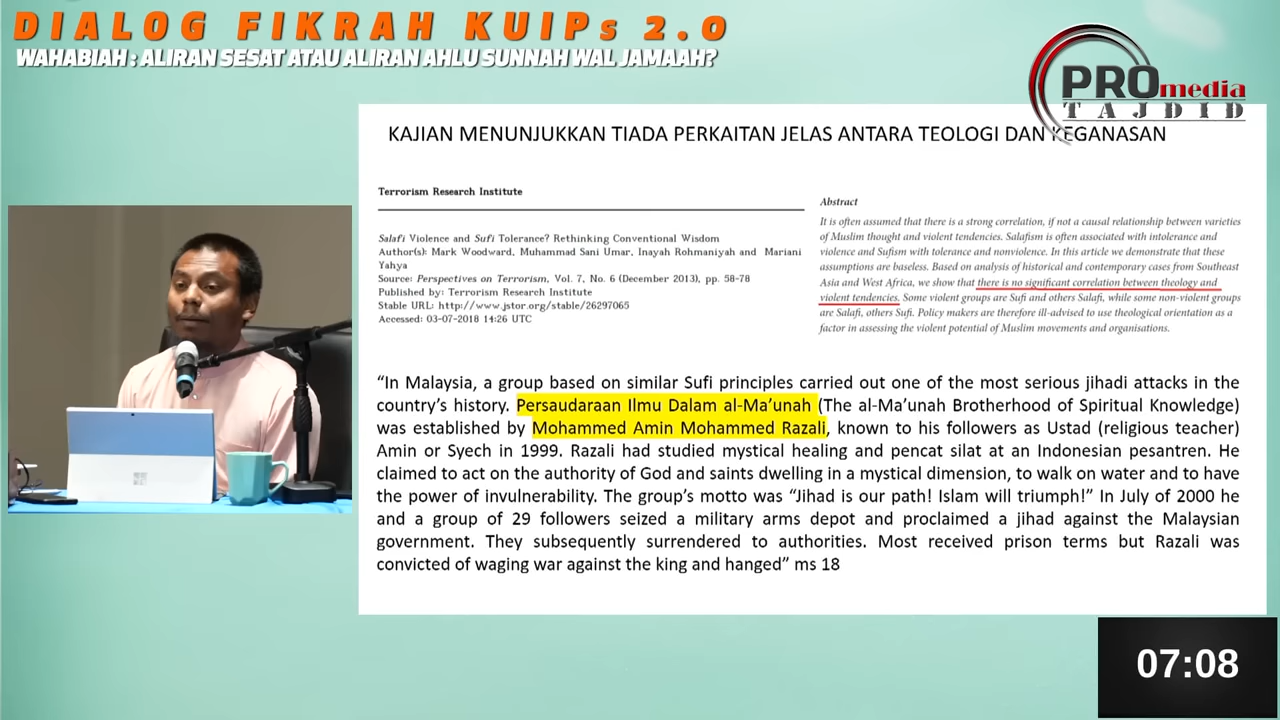 DIALOG FIKRAH KUIPs 2.0
WAHABIAH : ALIRAN SESAT ATAU ALIRAN AHLU SUNNAH WAL JAMAAH?
PROmedia
TAJDID
KAJIAN MENUNJUKKAN TIADA PERKAITAN JELAS ANTARA TEOLOGI DAN KEGANASAN
Terrorism Research Institute
Salafi Violence and Sufi Tolerance? Rethinking Conventional Wisdom
Author(s): Mark Woodward, Muhammad Sani Umar, Inayah Rohmaniyah and Mariani
Yahya
Source: Perspectives on Terrorism, Vol. 7, No. 6 (December 2013), pp. 58-78
Published by: Terrorism Research Institute
Stable URL: http://www.jstor.org/stable/26297065
Accessed: 03-07-2018 14:26 UTC
Abstract
It is often assumed that there is a strong correlation, if not a causal relationship between varieties
of Muslim thought and violent tendencies. Salafism is often associated with intolerance and
violence and Sufism with tolerance and nonviolence. In this article we demonstrate that these
assumptions are baseless. Based on analysis of historical and contemporary cases from Southeast
Asia and West Africa, we show that there is no significant correlation between theology and
violent tendencies. Some violent groups are Sufi and others Salafi, while some non-violent groups
are Salafi, others Sufi. Policy makers are therefore ill-advised to use theological orientation as a
factor in assessing the violent potential of Muslim movements and organisations.
“In Malaysia, a group based on similar Sufi principles carried out one of the most serious jihadi attacks in the
country’s history. Persaudaraan Ilmu Dalam al-Ma’unah (The al-Ma’unah Brotherhood of Spiritual Knowledge)
was established by Mohammed Amin Mohammed Razali, known to his followers as Ustad (religious teacher)
Amin or Syech in 1999. Razali had studied mystical healing and pencat silat at an Indonesian pesantren. He
claimed to act on the authority of God and saints dwelling in a mystical dimension, to walk on water and to have
the power of invulnerability. The group’s motto was “Jihad is our path! Islam will triumph!” In July of 2000 he
and a group of 29 followers seized a military arms depot and proclaimed a jihad against the Malaysian
government. They subsequently surrendered to authorities. Most received prison terms but Razali was
convicted of waging war against the king and hanged” ms 18
07:08